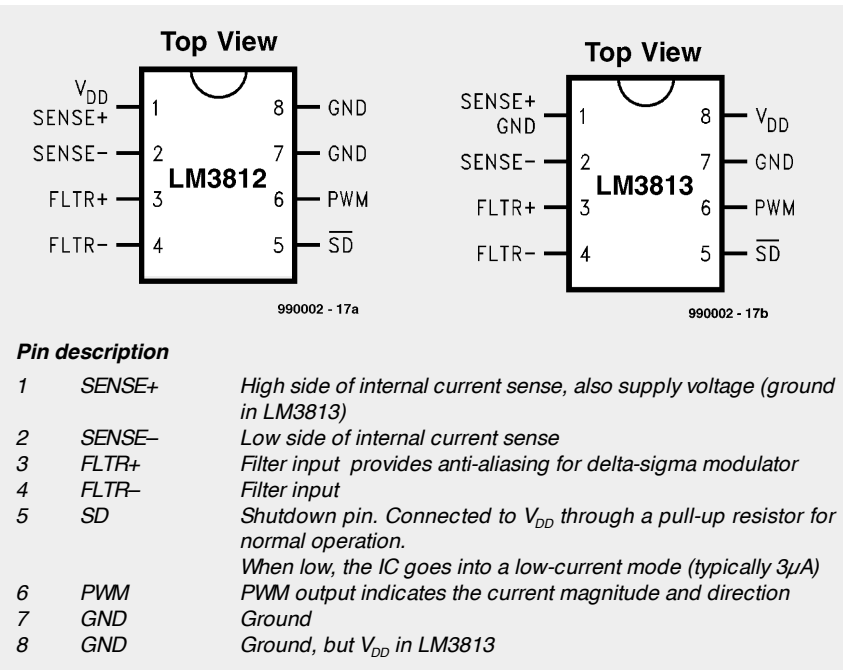 Top View
V_DD
SENSE+ 1 8 GND
SENSE- 2 7 GND
LM3812
FLTR+ 3 6 PWM
FLTR- 4 5 S̅D̅
990002 - 17a
Top View
SENSE+
GND 1 8 V_DD
SENSE- 2 7 GND
LM3813
FLTR+ 3 6 PWM
FLTR- 4 5 S̅D̅
990002 - 17b
Pin description
1 SENSE+ High side of internal current sense, also supply voltage (ground
in LM3813)
2 SENSE– Low side of internal current sense
3 FLTR+ Filter input provides anti-aliasing for delta-sigma modulator
4 FLTR– Filter input
5 SD Shutdown pin. Connected to V_DD through a pull-up resistor for
normal operation.
When low, the IC goes into a low-current mode (typically 3µA)
6 PWM PWM output indicates the current magnitude and direction
7 GND Ground
8 GND Ground, but V_DD in LM3813